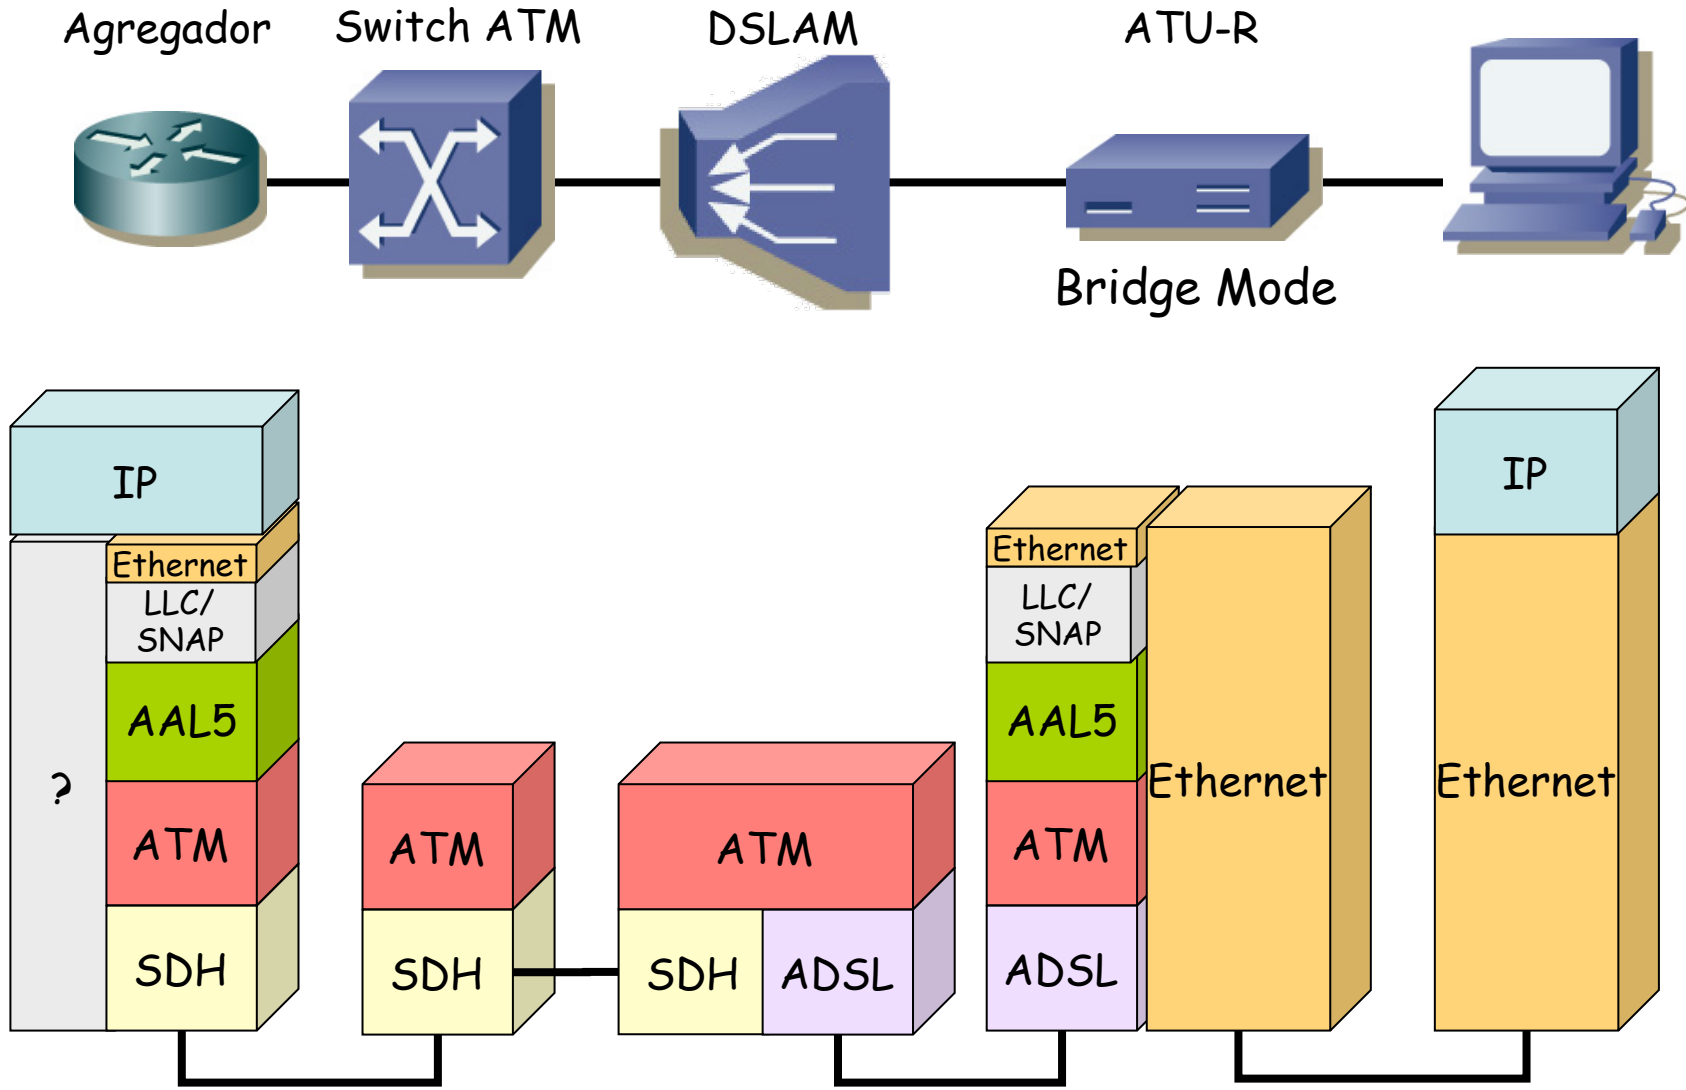 Agregador
Switch ATM
DSLAM
ATU-R
Bridge Mode
IP
?
Ethernet
LLC/
SNAP
AAL5
ATM
SDH
ATM
SDH
ATM
SDH
ADSL
Ethernet
LLC/
SNAP
AAL5
ATM
ADSL
Ethernet
IP
Ethernet